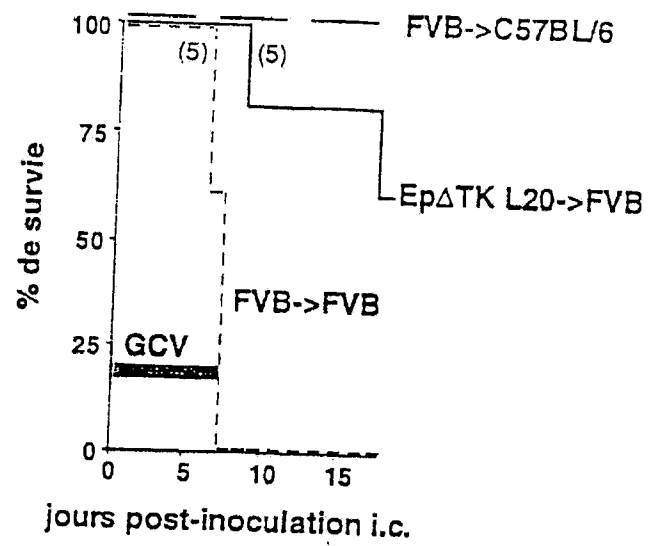 FVB->C57BL/6
100
(5)
(5)
75
EpΔTK L20->FVB
50
FVB->FVB
25
GCV
0
0
5
10
15
% de survie
jours post-inoculation i.c.